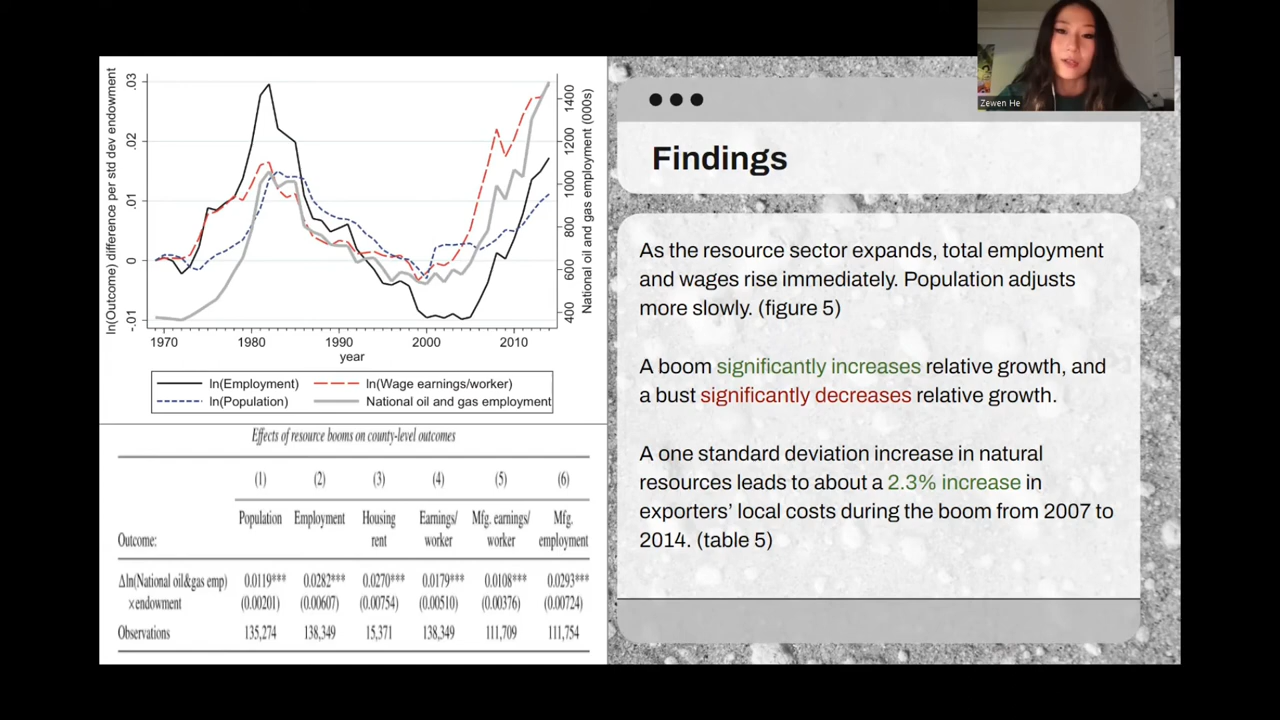 Zewen He
ln(Outcome) difference per std dev endowment
.03
.02
.01
0
-.01
National oil and gas employment (000s)
1400
1200
1000
800
600
400
1970 1980 1990 2000 2010
year
ln(Employment) ln(Wage earnings/worker)
ln(Population) National oil and gas employment
Effects of resource booms on county-level outcomes
(1) (2) (3) (4) (5) (6)
Population Employment Housing Earnings/ Mfg. earnings/ Mfg.
Outcome: rent worker worker employment
Δln(National oil&gas emp) 0.0119*** 0.0282*** 0.0270*** 0.0179*** 0.0108*** 0.0293***
×endowment (0.00201) (0.00607) (0.00754) (0.00510) (0.00376) (0.00724)
Observations 135,274 138,349 15,371 138,349 111,709 111,754
Findings
As the resource sector expands, total employment
and wages rise immediately. Population adjusts
more slowly. (figure 5)
A boom significantly increases relative growth, and
a bust significantly decreases relative growth.
A one standard deviation increase in natural
resources leads to about a 2.3% increase in
exporters’ local costs during the boom from 2007 to
2014. (table 5)